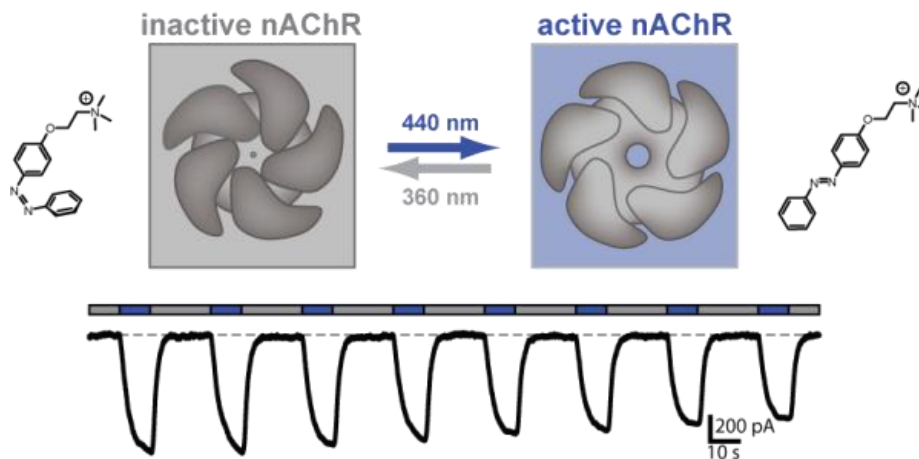 inactive nAChR
active nAChR
440 nm
360 nm
O
N
N
N
⊕
O
N
N
N
⊕
200 pA
10 s